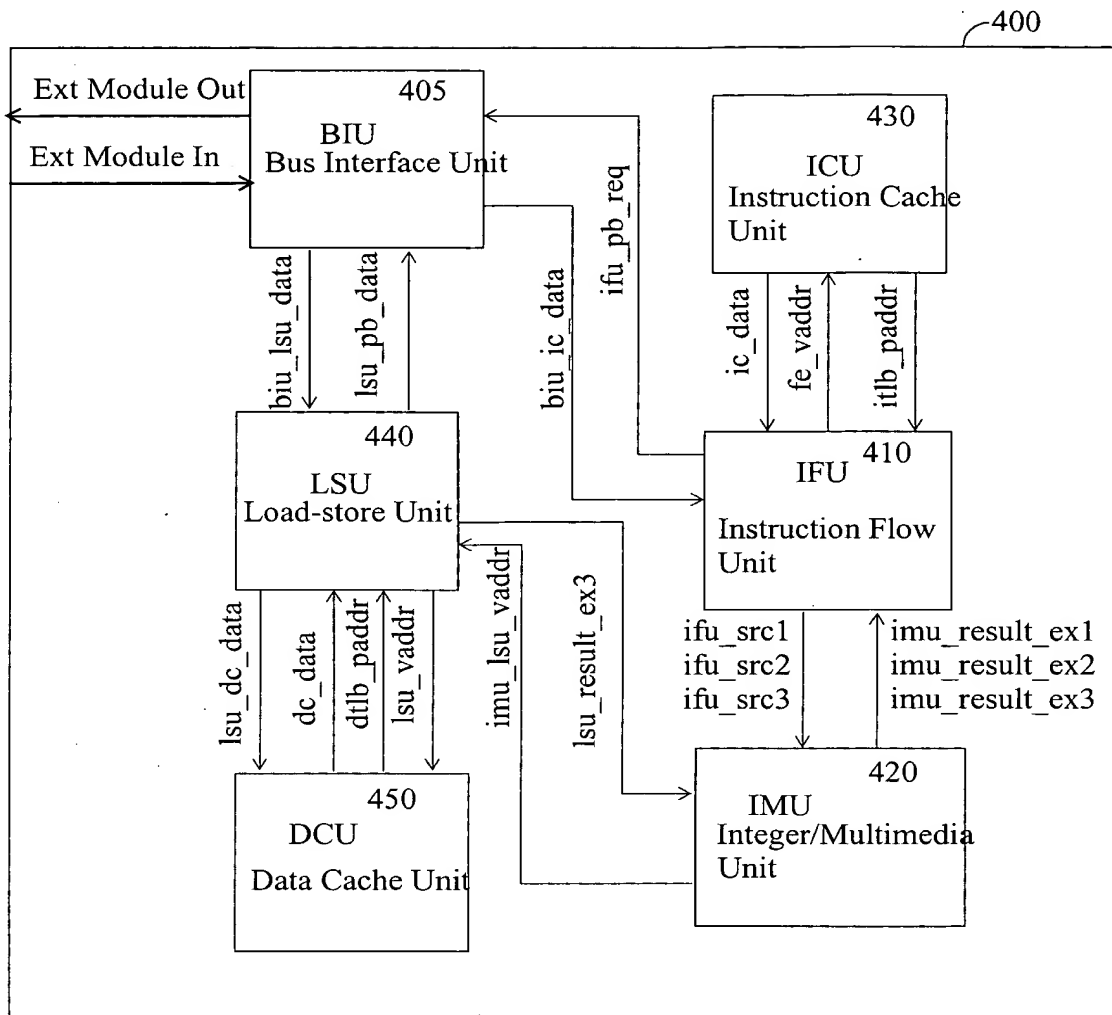 400
Ext Module Out
Ext Module In
405
BIU
Bus Interface Unit
430
ICU
Instruction Cache
Unit
biu_lsu_data
lsu_pb_data
biu_ic_data
ifu_pb_req
ic_data
fe_vaddr
itlb_paddr
440
LSU
Load-store Unit
410
IFU
Instruction Flow
Unit
lsu_dc_data
dc_data
dtlb_paddr
lsu_vaddr
imu_lsu_vaddr
lsu_result_ex3
ifu_src1
ifu_src2
ifu_src3
imu_result_ex1
imu_result_ex2
imu_result_ex3
450
DCU
Data Cache Unit
420
IMU
Integer/Multimedia
Unit